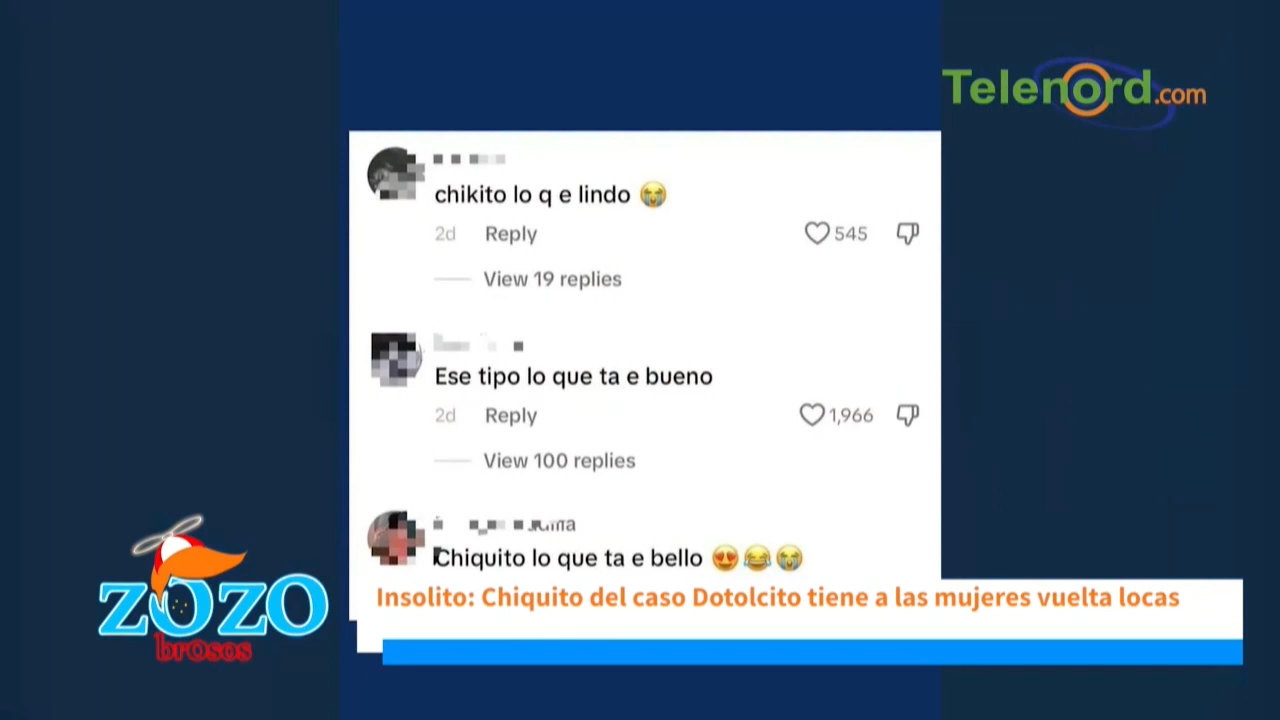 Telenord.com
chikito lo q e lindo 😭
2d Reply 545
View 19 replies
Ese tipo lo que ta e bueno
2d Reply 1,966
View 100 replies
Chiquito lo que ta e bello 😍😂😭
Insolito: Chiquito del caso Dotolcito tiene a las mujeres vuelta locas
ZOZO
brosos